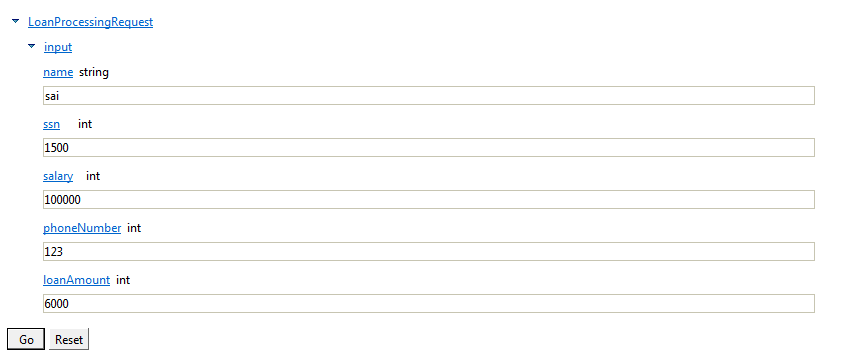 LoanProcessingRequest
input
name string
sai
ssn int
1500
salary int
100000
phoneNumber int
123
loanAmount int
6000
Go Reset